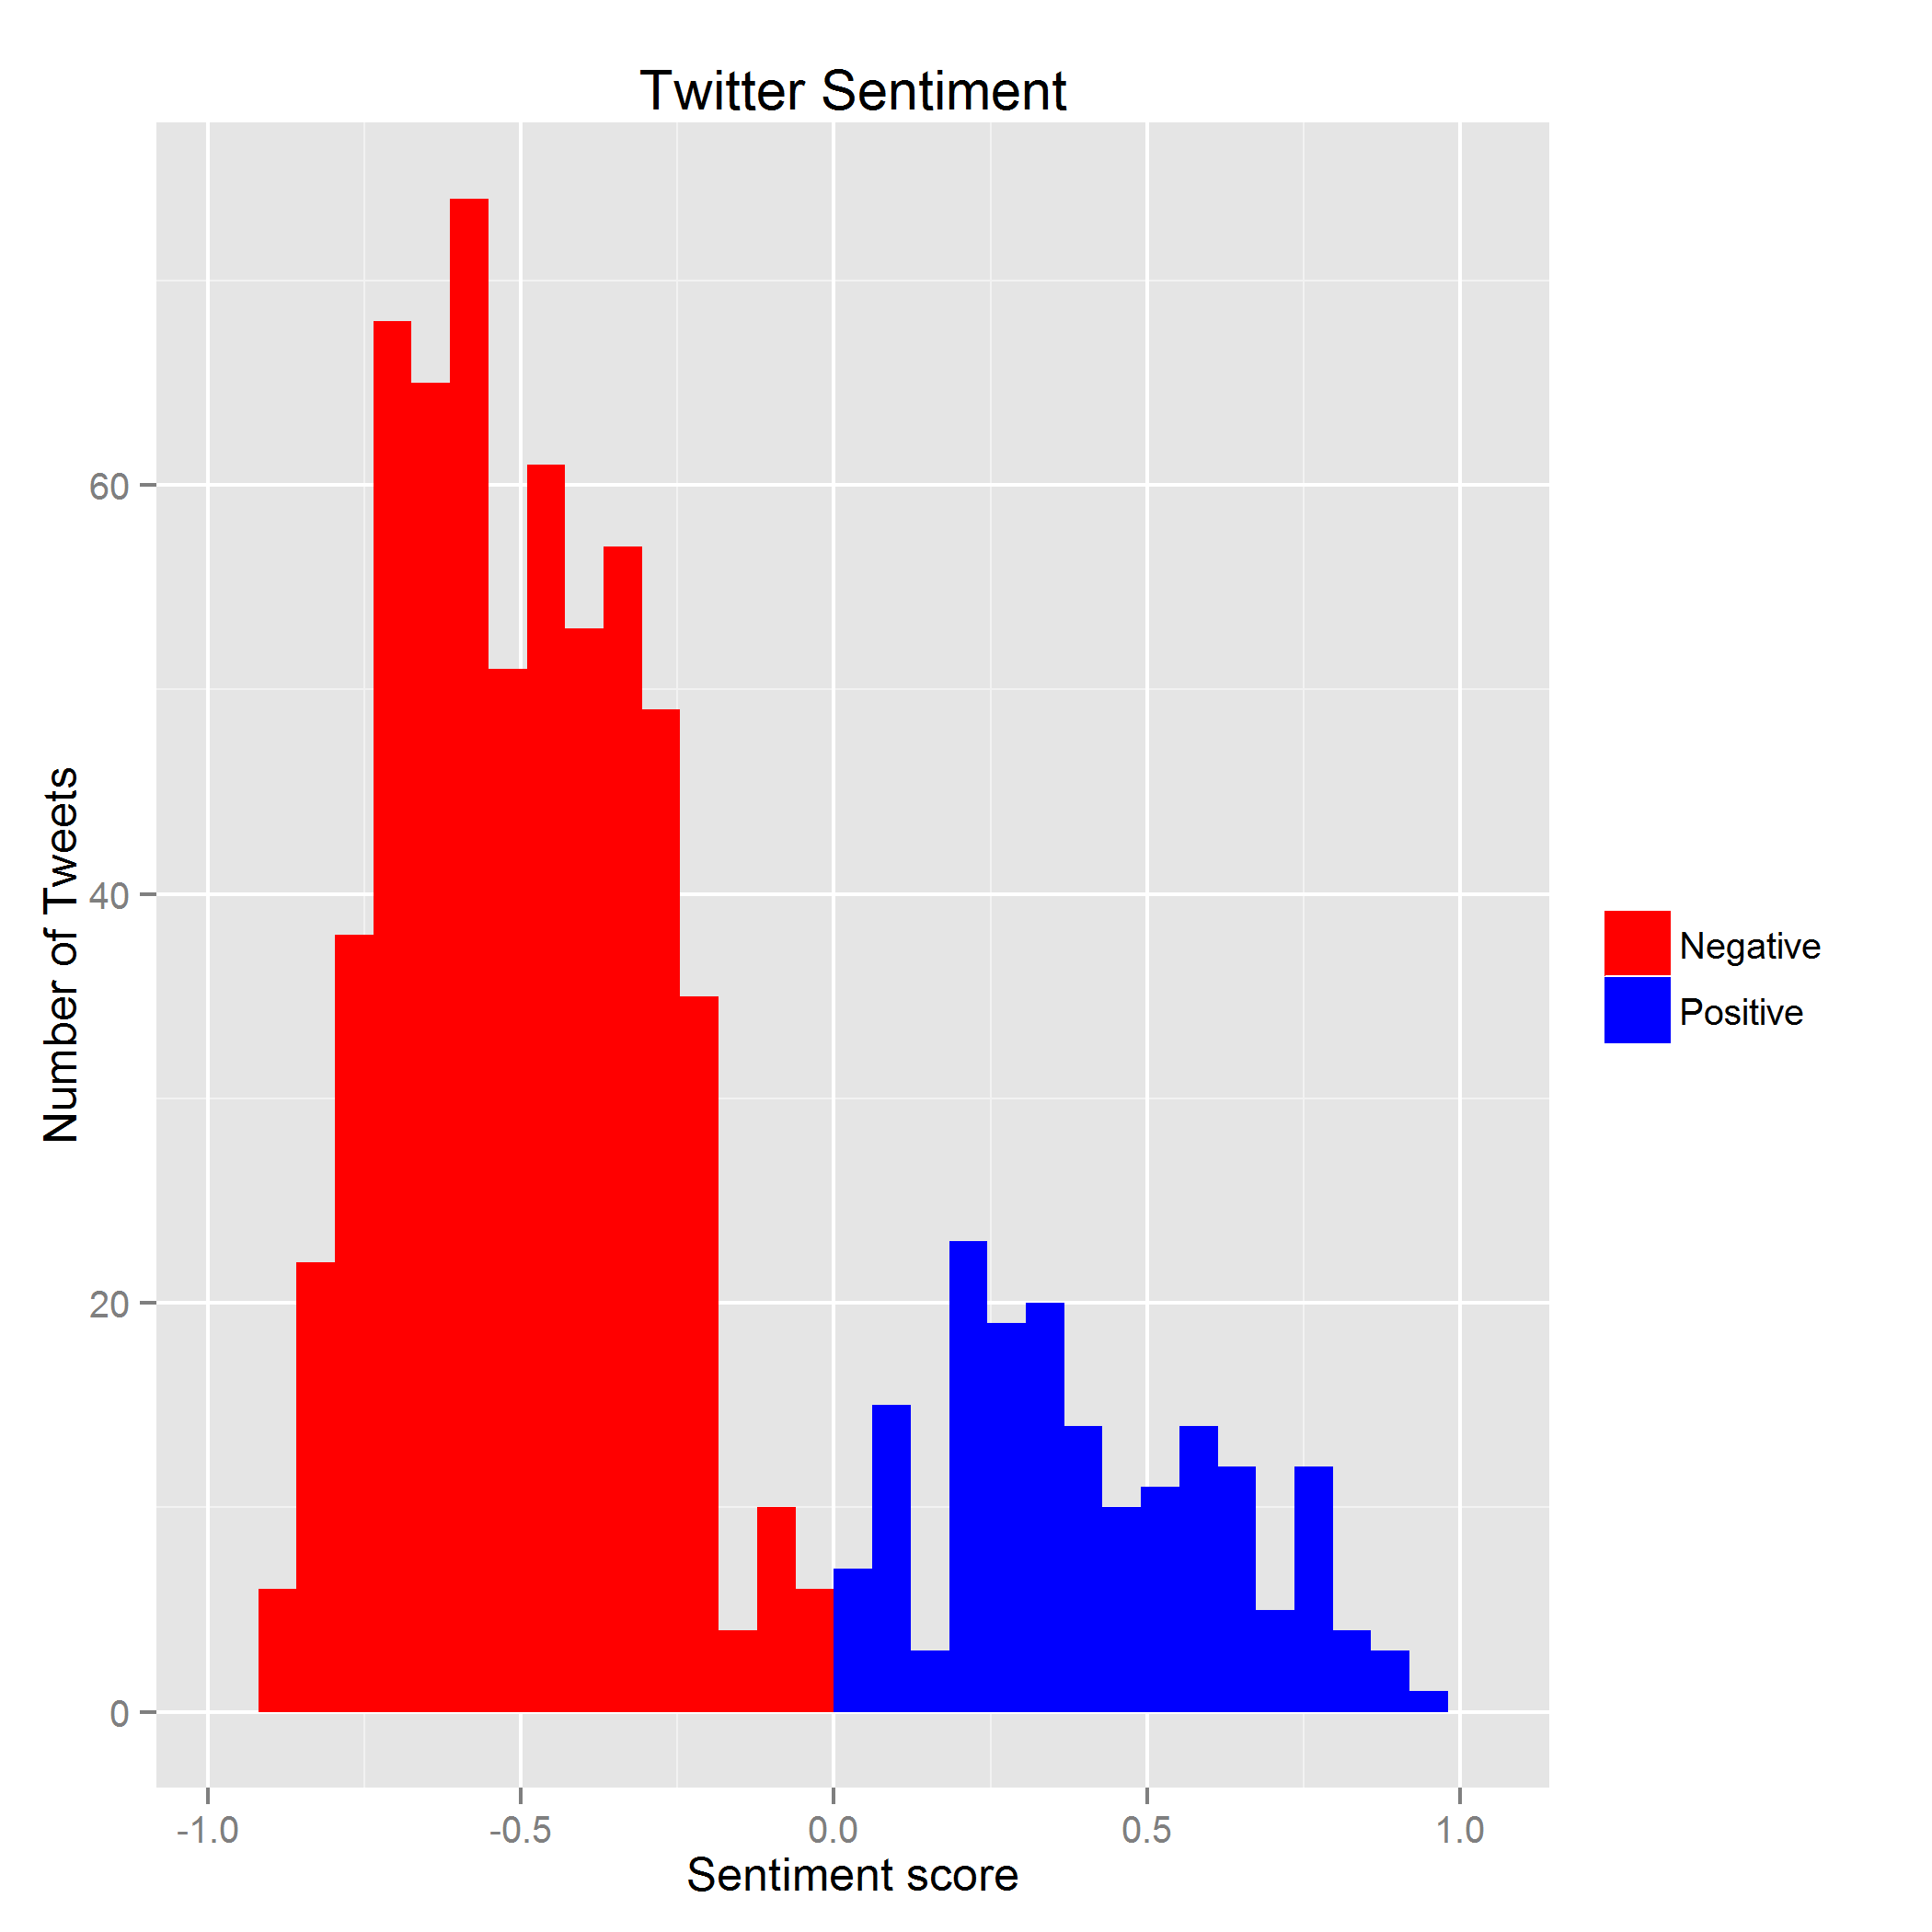 Twitter Sentiment
Number of Tweets
60
40
20
0
-1.0
-0.5
0.0
0.5
1.0
Sentiment score
Negative
Positive